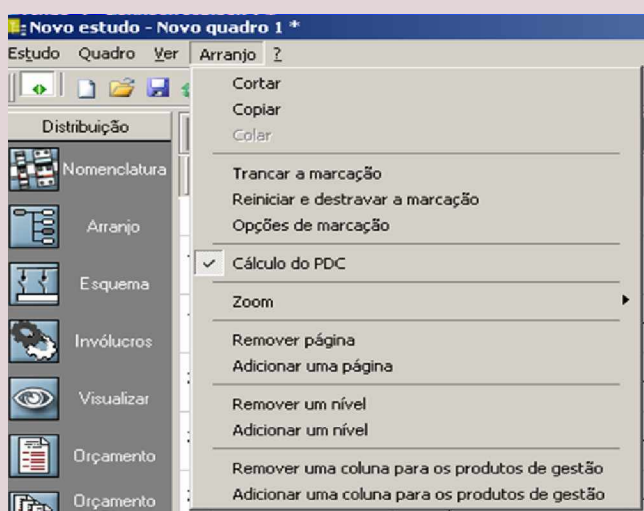 Novo estudo - Novo quadro 1 *
Estudo Quadro Ver Arranjo ?
Distribuição
Nomenclatura
Arranjo
Esquema
Invólucros
Visualizar
Orçamento
Orçamento
Cortar
Copiar
Colar
Trancar a marcação
Reiniciar e destravar a marcação
Opções de marcação
Cálculo do PDC
Zoom
Remover página
Adicionar uma página
Remover um nível
Adicionar um nível
Remover uma coluna para os produtos de gestão
Adicionar uma coluna para os produtos de gestão